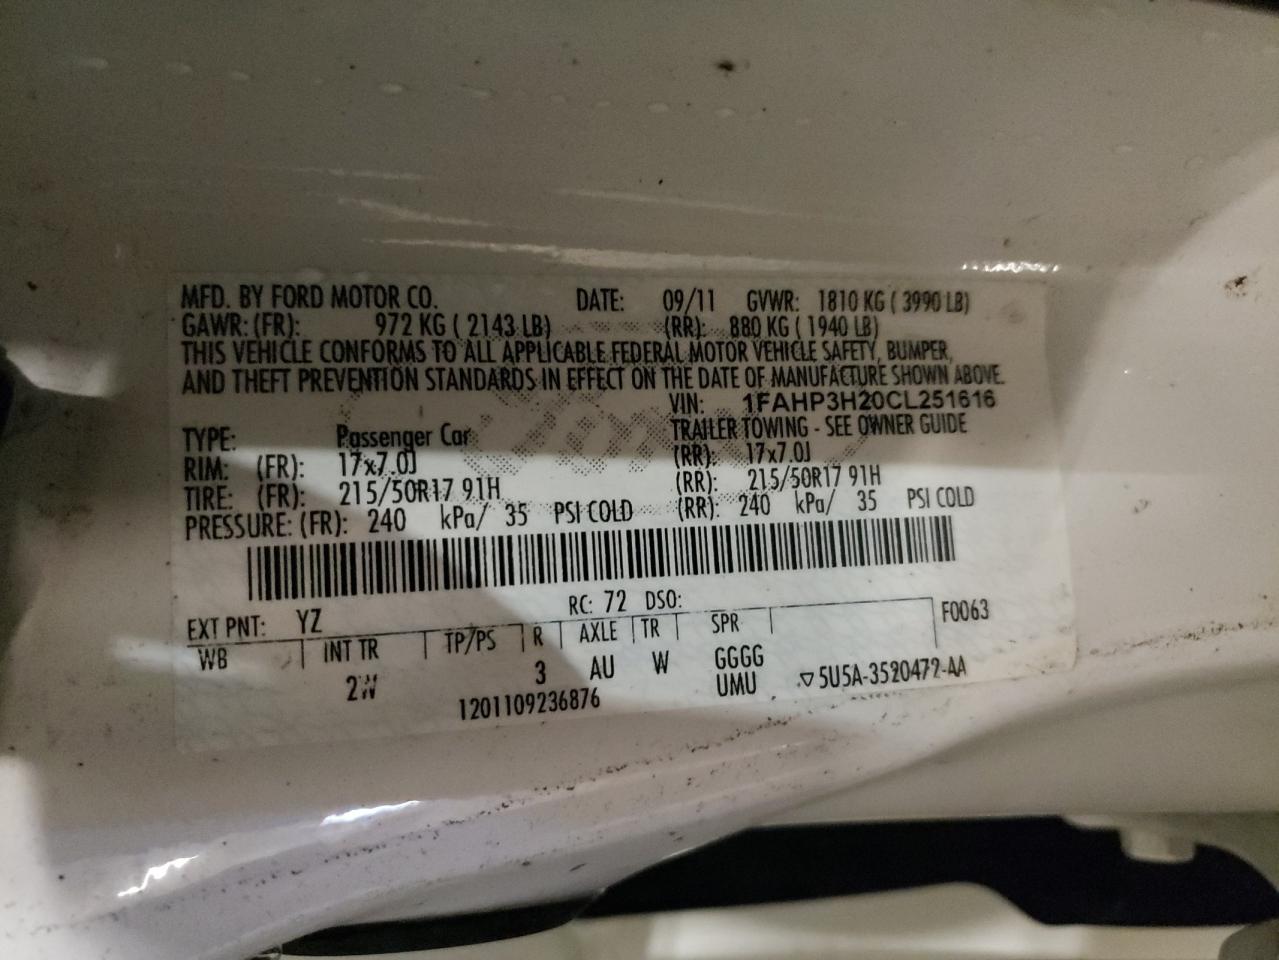 MFD. BY FORD MOTOR CO. DATE: 09/11 GVWR: 1810 KG ( 3990 LB)
GAWR: (FR): 972 KG ( 2143 LB) (RR): 880 KG ( 1940 LB)
THIS VEHICLE CONFORMS TO ALL APPLICABLE FEDERAL MOTOR VEHICLE SAFETY, BUMPER,
AND THEFT PREVENTION STANDARDS IN EFFECT ON THE DATE OF MANUFACTURE SHOWN ABOVE.
VIN: 1FAHP3H20CL251616
TYPE: Passenger Car TRAILER TOWING - SEE OWNER GUIDE
RIM: (FR): 17x7.0J (RR): 17x7.0J
TIRE: (FR): 215/50R17 91H (RR): 215/50R17 91H
PRESSURE: (FR): 240 kPa/ 35 PSI COLD (RR): 240 kPa/ 35 PSI COLD
EXT PNT: YZ RC: 72 DSO: F0063
WB INT TR TP/PS R AXLE TR SPR
2W 3 AU W GGGG
1201109236876 UMU ▽5U5A-3520472-AA